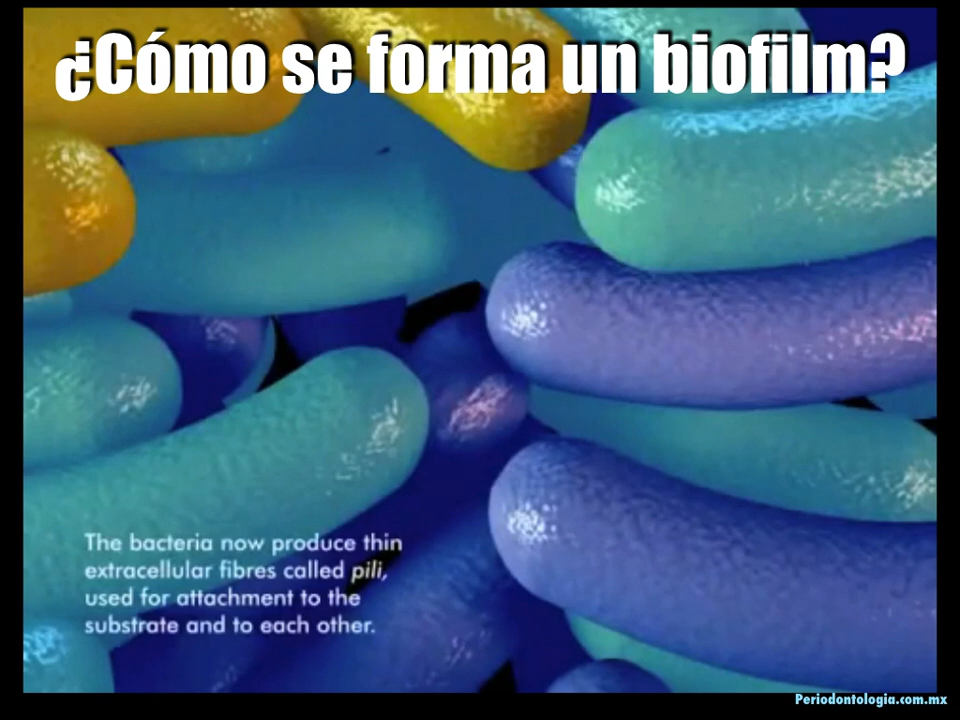 ¿Cómo se forma un biofilm?
The bacteria now produce thin
extracellular fibres called pili,
used for attachment to the
substrate and to each other.
Periodontologia.com.mx